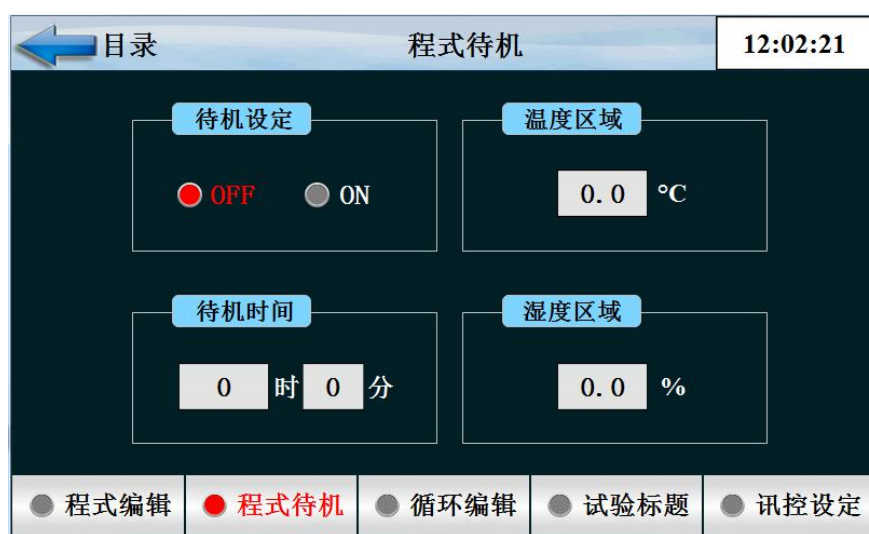 目录 程式待机 12:02:21
待机设定 温度区域
OFF ON 0.0 °C
待机时间 湿度区域
0 时 0 分 0.0 %
程式编辑 程式待机 循环编辑 试验标题 讯控设定